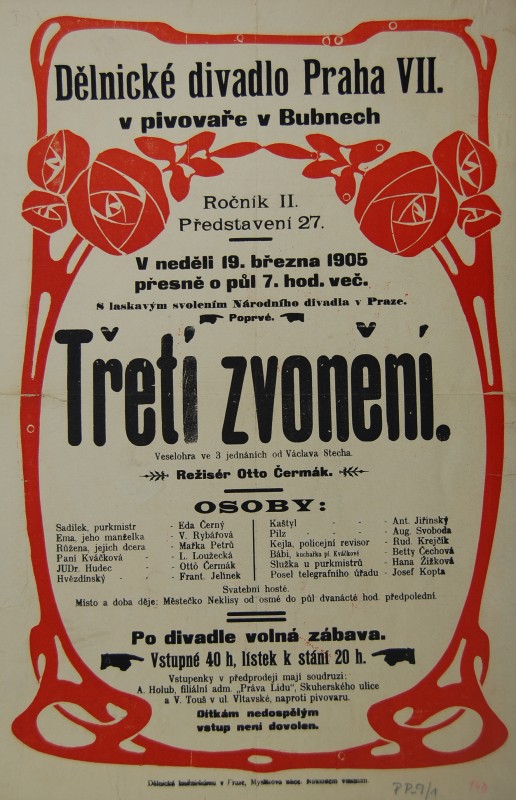 Dělnické divadlo Praha VII.
v pivovaře v Bubnech
Ročník II.
Představení 27.
V neděli 19. března 1905
přesně o půl 7. hod. več.
S laskavým svolením Národního divadla v Praze.
Poprvé.
Třetí zvonění.
Veselohra ve 3 jednáních od Václava Stecha.
Režisér Otto Čermák.
OSOBY:
Sadílek, purkmistr - Eda Černý
Ema, jeho manželka - V. Rybářová
Růžena, jejich dcera - Mařka Petrů
Paní Kváčková - L. Loužecká
JUDr. Hudec - Otto Čermák
Hvězdínský - Frant. Jelínek
Kaštyl - - - Ant. Jiřinský
Pilz - - - Aug. Svoboda
Kejla, policejní revisor - Rud. Krejčík
Bábi, kuchařka pí. Kváčkové - Betty Čechová
Služka u purkmistrů - Hana Žižková
Posel telegrafního úřadu - Josef Kopta
Svatební hosté.
Místo a doba děje: Městečko Neklisy od osmé do půl dvanácté hod. předpolední.
Po divadle volná zábava.
Vstupné 40 h, lístek k stání 20 h.
Vstupenky v předprodeji mají soudruzi:
A. Holub, filiální adm. „Práva Lidu", Skuherského ulice
a V. Touš v ul. Vltavské, naproti pivovaru.
Dítkám nedospělým
vstup není dovolen.
Dělnická knihtiskárna v Praze, Myslíkova ulice.